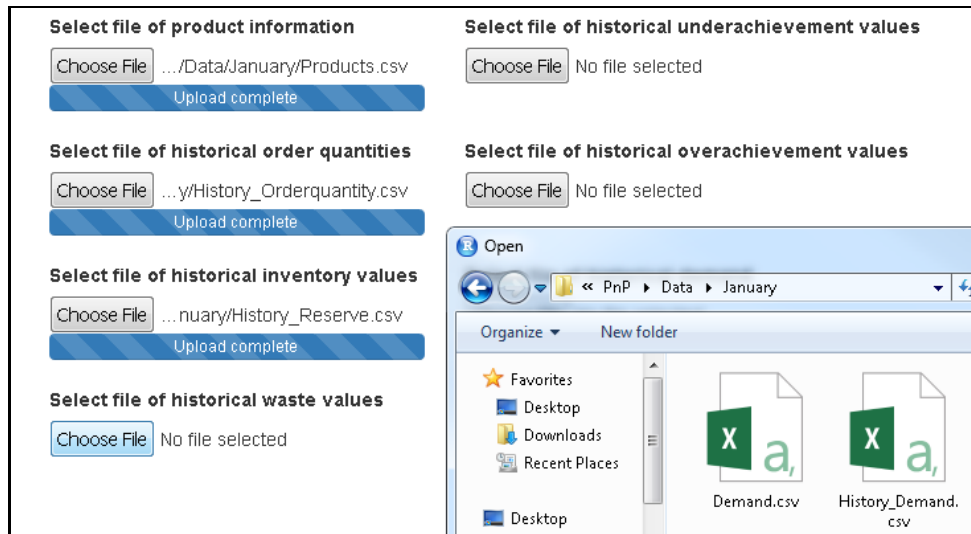 Select file of product information
Choose File .../Data/January/Products.csv
Upload complete
Select file of historical order quantities
Choose File ...y/History_Orderquantity.csv
Upload complete
Select file of historical inventory values
Choose File ...nuary/History_Reserve.csv
Upload complete
Select file of historical waste values
Choose File No file selected
Select file of historical underachievement values
Choose File No file selected
Select file of historical overachievement values
Choose File No file selected
R Open
« PnP Data January
Organize New folder
Favorites
Desktop
Downloads
Recent Places
Desktop
X a,
Demand.csv
X a,
History_Demand.
csv